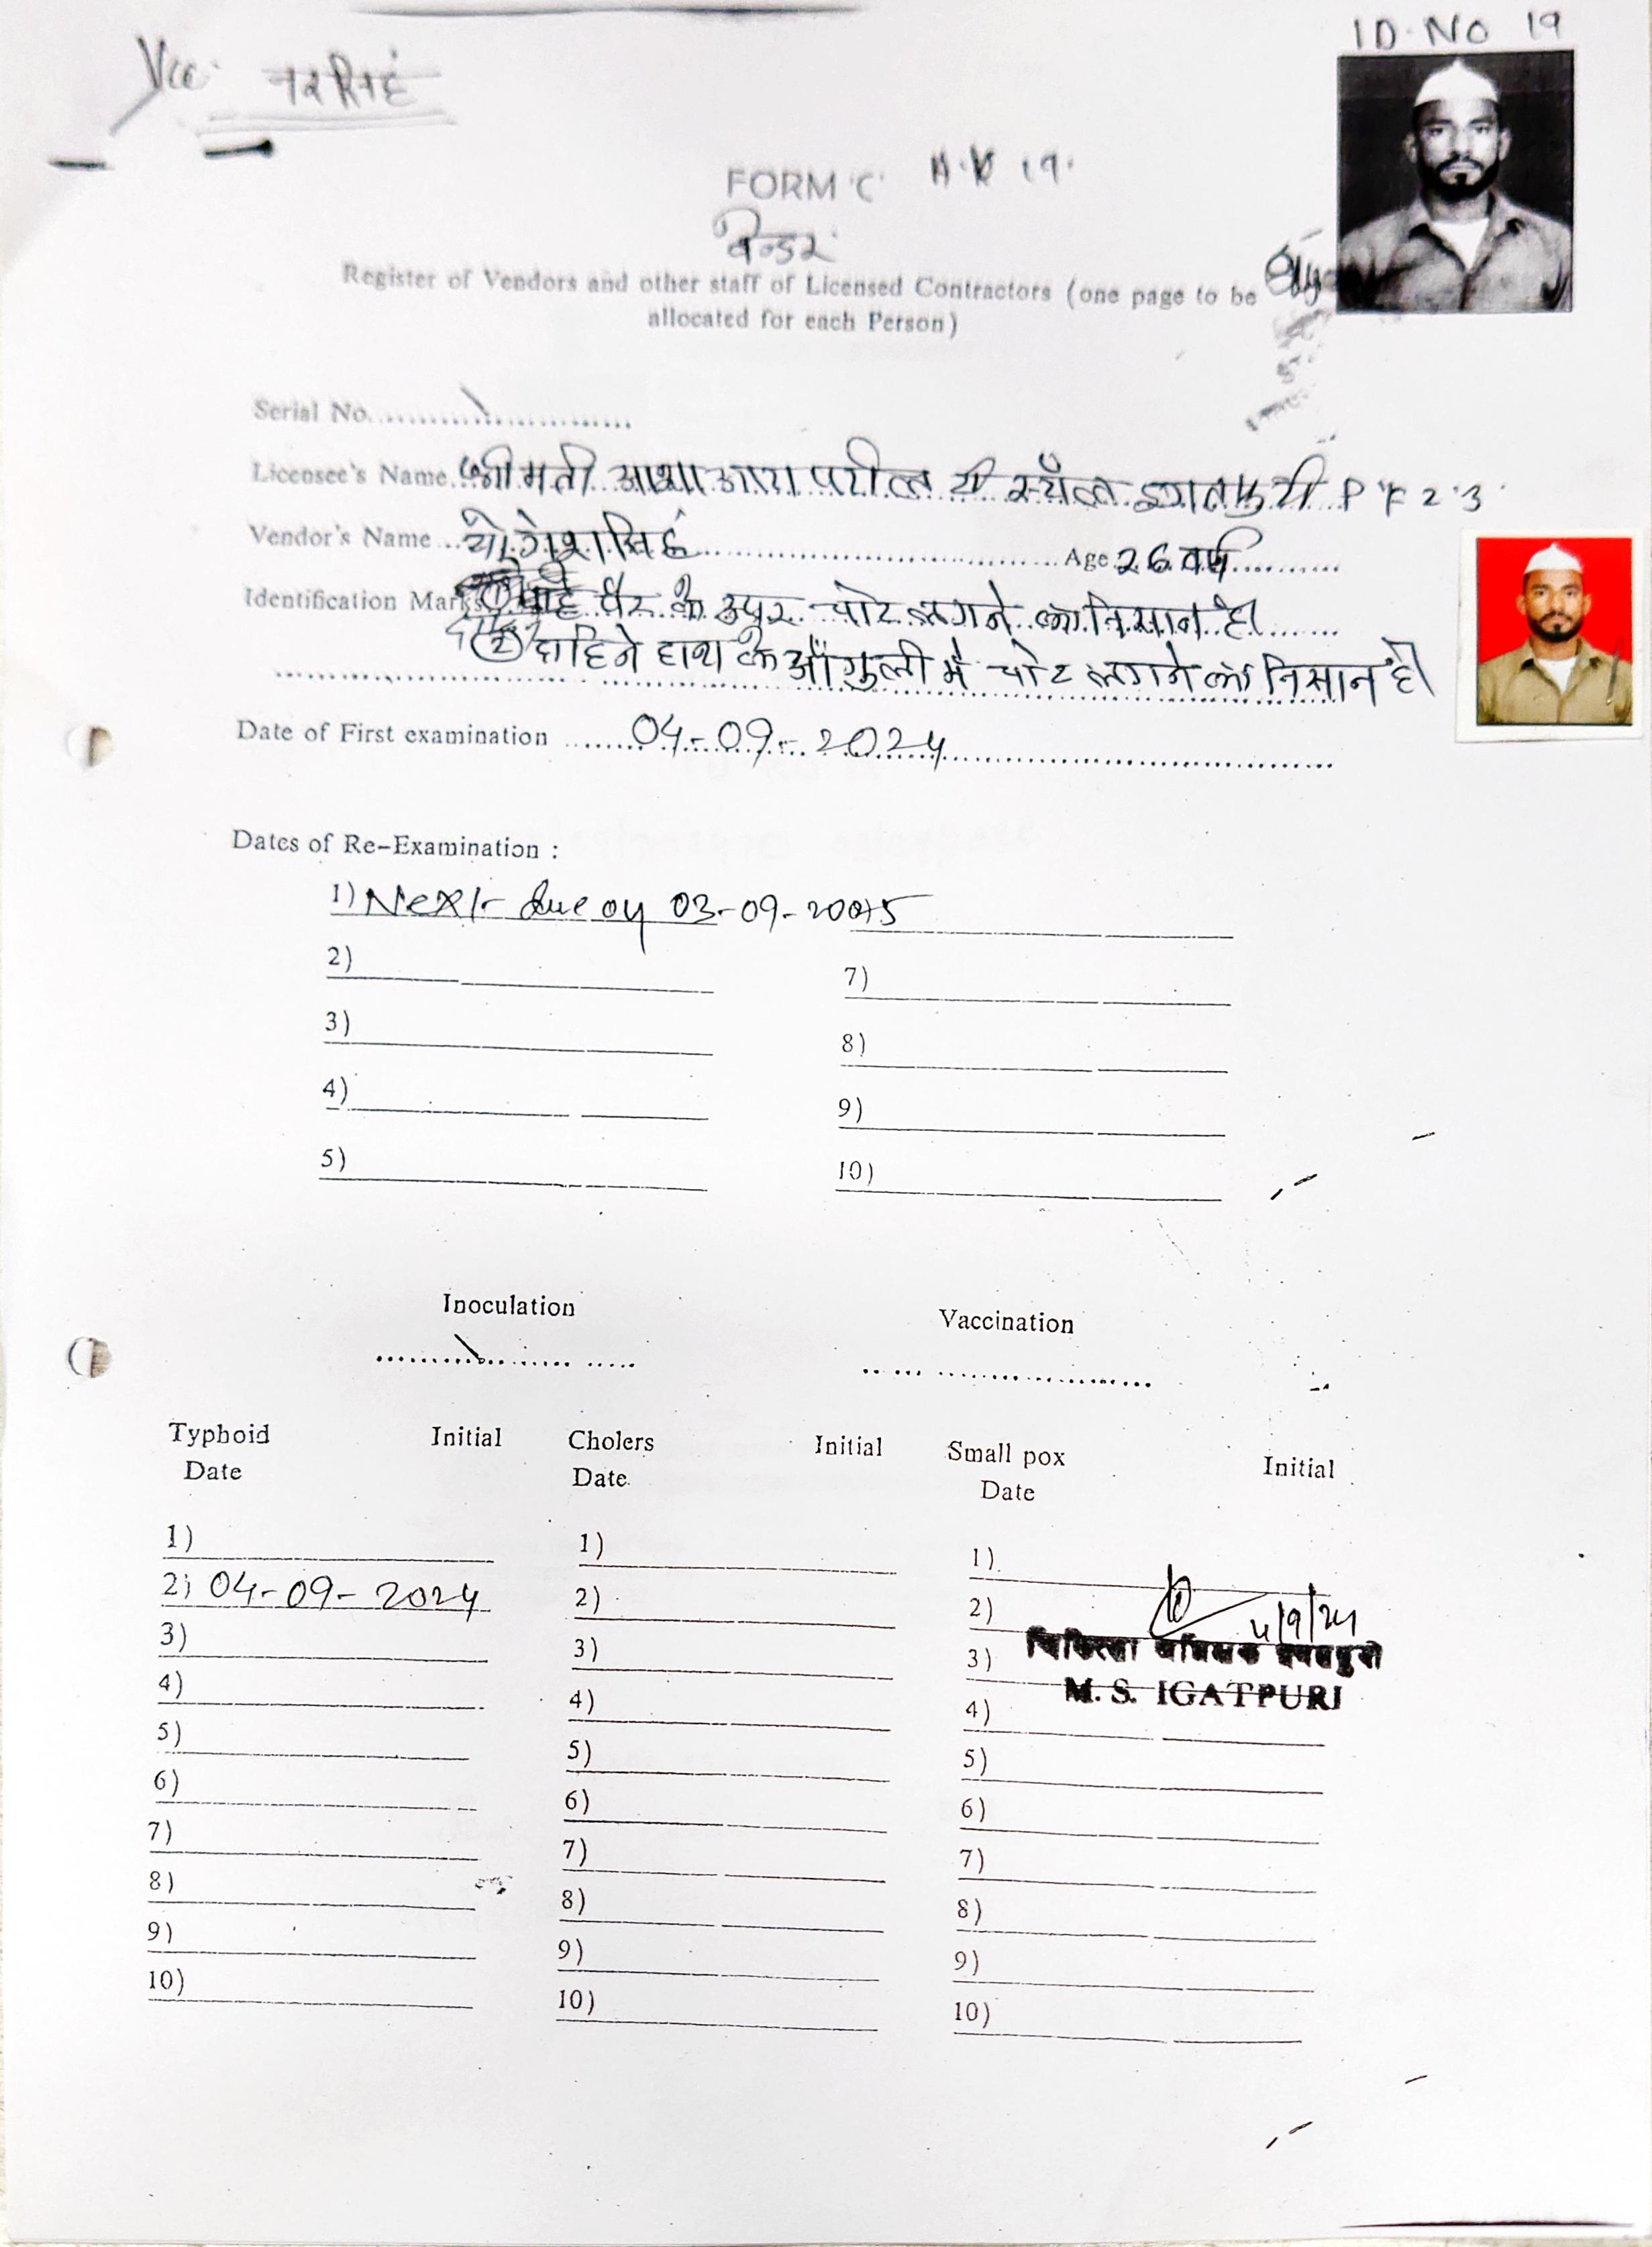 ID. NO 19
Vcc.
FORM 'C' H.V 19.
वेन्डर
Register of Vendors and other staff of Licensed Contractors (one page to be
allocated for each Person)
Serial No.
Licensee's Name श्रीमती आशा आरा पटील टी स्टॉल इगतपुरी P F 2 3
Vendor's Name योगेश सिंह Age 26 वर्ष
Identification Marks पैर के उपर चोट लगने का निसान है।
(2) दाहिने हाथ के आँगुली में चोट लगने का निसान है।
Date of First examination 04-09-2024
Dates of Re-Examination :
1) Next due on 03-09-2025
2)
7)
3)
8)
4)
9)
5)
10)
Inoculation Vaccination
Typhoid Initial Cholers Initial Small pox Initial
Date Date Date
1) 1) 1)
2) 04-09-2024 2) 2) 4/9/24
3) 3) 3) चिकित्सा अधिक्षक इगतपुरी
M. S. IGATPURI
4) 4) 4)
5) 5) 5)
6) 6) 6)
7) 7) 7)
8) 8) 8)
9) 9) 9)
10) 10) 10)